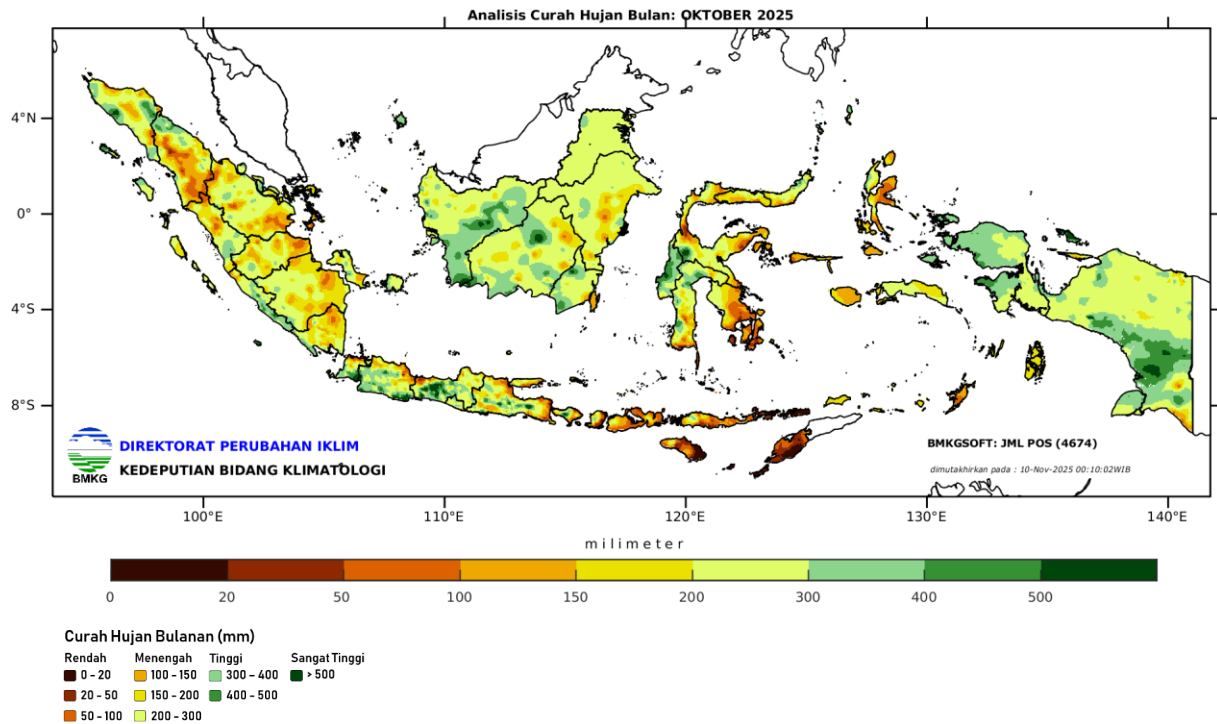 Analisis Curah Hujan Bulan: OKTOBER 2025
4°N
0°
4°S
8°S
DIREKTORAT PERUBAHAN IKLIM
KEDEPUTIAN BIDANG KLIMATOLOGI
BMKG
BMKGSOFT: JML POS (4674)
dimutakhirkan pada : 10-Nov-2025 00:10:02WIB
100°E 110°E 120°E 130°E 140°E
milimeter
0 20 50 100 150 200 300 400 500
Curah Hujan Bulanan (mm)
Rendah Menengah Tinggi Sangat Tinggi
0 - 20 100 - 150 300 - 400 > 500
20 - 50 150 - 200 400 - 500
50 - 100 200 - 300